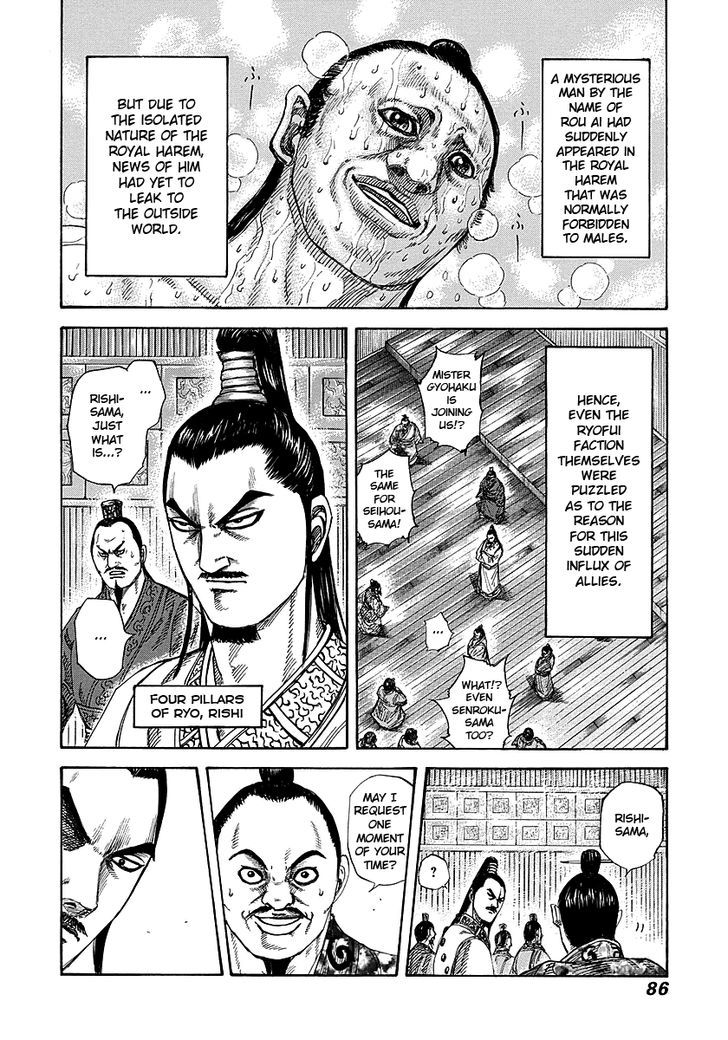 A MYSTERIOUS
MAN BY THE
NAME OF
ROU AI HAD
SUDDENLY
APPEARED IN
THE ROYAL
HAREM
THAT WAS
NORMALLY
FORBIDDEN
TO MALES.
ふ
ぅ
BUT DUE TO
THE ISOLATED
NATURE OF THE
ROYAL HAREM,
NEWS OF HIM
HAD YET TO
LEAK TO
THE OUTSIDE
WORLD.
HENCE,
EVEN THE
RYOFUI
FACTION
THEMSELVES
WERE
PUZZLED
AS TO THE
REASON
FOR THIS
SUDDEN
INFLUX OF
ALLIES.
MISTER
GYOHAKU
IS
JOINING
US!?
THE
SAME
FOR
SEIHOU-
SAMA!
...
WHAT!?
EVEN
SENROKU-
SAMA
TOO?
...
RISHI-
SAMA,
JUST
WHAT
IS...?
...
FOUR PILLARS
OF RYO, RISHI
RISHI-
SAMA,
?
MAY I
REQUEST
ONE
MOMENT
OF YOUR
TIME?
86